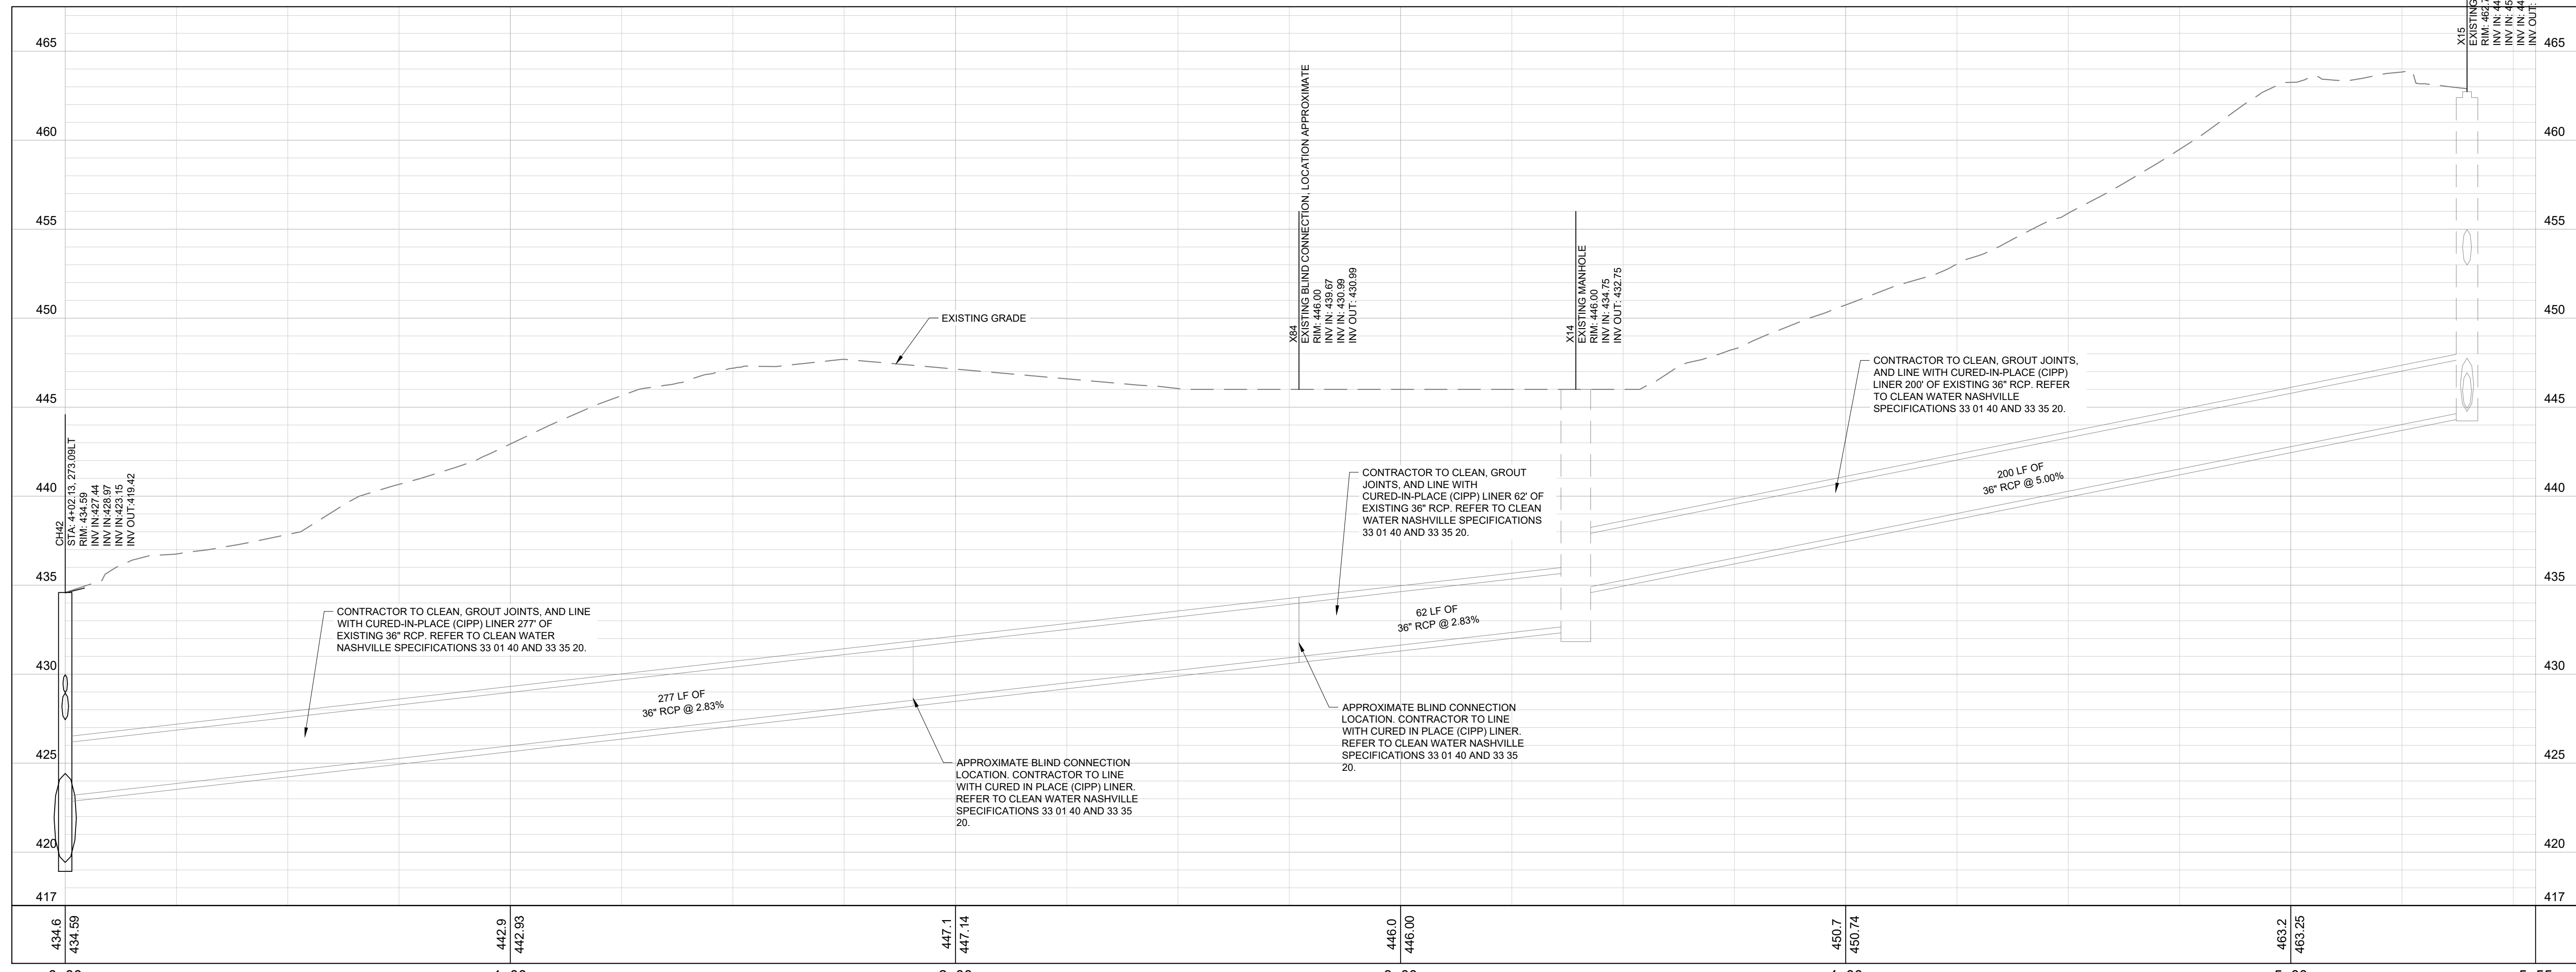 465
460
455
450
445
440
435
430
425
420
417
465
460
455
450
445
440
435
430
425
420
417
CH42
STA: 4+02.13, 273.09LT
RIM: 434.59
INV IN:427.44
INV IN:428.97
INV IN:423.15
INV OUT:419.42
EXISTING GRADE
X84
EXISTING BLIND CONNECTION, LOCATION APPROXIMATE
RIM: 446.00
INV IN: 439.67
INV IN: 430.99
INV OUT: 430.99
X14
EXISTING MANHOLE
RIM: 446.00
INV IN: 434.75
INV OUT: 432.75
X15
EXISTING
INV OUT:
CONTRACTOR TO CLEAN, GROUT JOINTS, AND LINE
WITH CURED-IN-PLACE (CIPP) LINER 277' OF
EXISTING 36" RCP. REFER TO CLEAN WATER
NASHVILLE SPECIFICATIONS 33 01 40 AND 33 35 20.
277 LF OF
36" RCP @ 2.83%
APPROXIMATE BLIND CONNECTION
LOCATION. CONTRACTOR TO LINE
WITH CURED IN PLACE (CIPP) LINER.
REFER TO CLEAN WATER NASHVILLE
SPECIFICATIONS 33 01 40 AND 33 35
20.
CONTRACTOR TO CLEAN, GROUT
JOINTS, AND LINE WITH
CURED-IN-PLACE (CIPP) LINER 62' OF
EXISTING 36" RCP. REFER TO CLEAN
WATER NASHVILLE SPECIFICATIONS
33 01 40 AND 33 35 20.
62 LF OF
36" RCP @ 2.83%
APPROXIMATE BLIND CONNECTION
LOCATION. CONTRACTOR TO LINE
WITH CURED IN PLACE (CIPP) LINER.
REFER TO CLEAN WATER NASHVILLE
SPECIFICATIONS 33 01 40 AND 33 35
20.
CONTRACTOR TO CLEAN, GROUT JOINTS,
AND LINE WITH CURED-IN-PLACE (CIPP)
LINER 200' OF EXISTING 36" RCP. REFER
TO CLEAN WATER NASHVILLE
SPECIFICATIONS 33 01 40 AND 33 35 20.
200 LF OF
36" RCP @ 5.00%
434.6
434.59
442.9
442.93
447.1
447.14
446.0
446.00
450.7
450.74
463.2
463.25